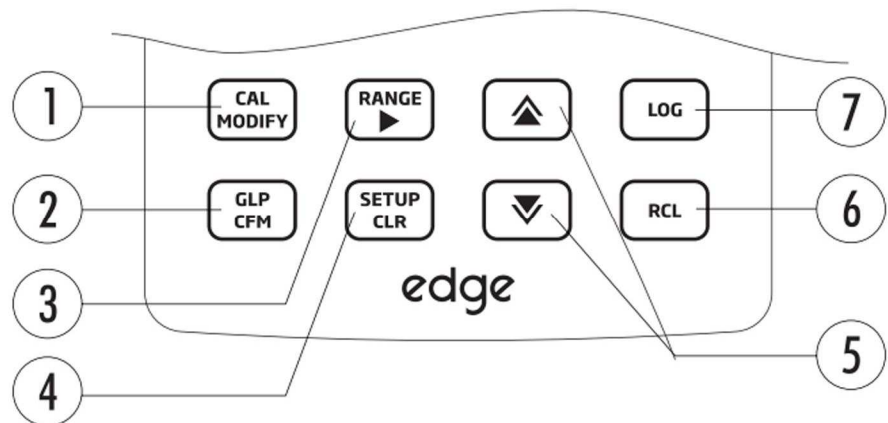 1
CAL
MODIFY
RANGE
LOG
7
2
GLP
CFM
SETUP
CLR
RCL
6
3
edge
4
5